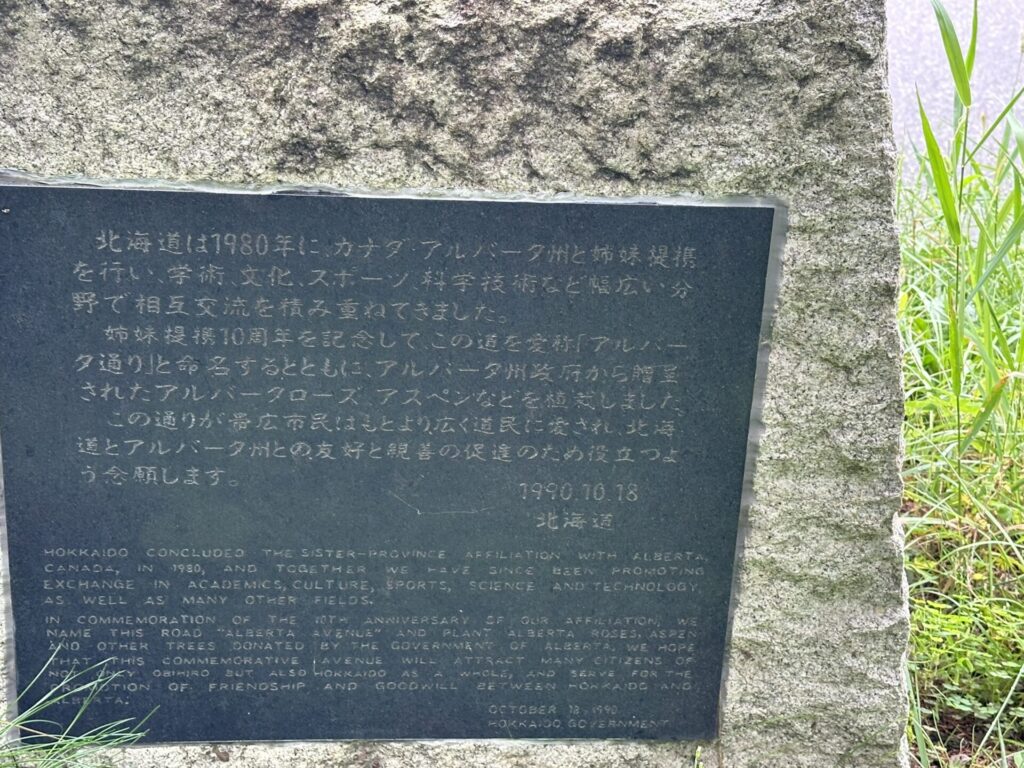 北海道は1980年に、カナダ アルバータ州と姉妹提携
を行い、学術、文化、スポーツ、科学技術など幅広い分
野で相互交流を積み重ねてきました。
姉妹提携10周年を記念して、この道を愛称「アルバー
タ通り」と命名するとともに、アルバータ州政府から贈呈
されたアルバータローズ、アスペンなどを植栽しました。
この通りが帯広市民はもとより広く道民に愛され、北海
道とアルバータ州との友好と親善の促進のため役立つよ
う念願します。
1990.10.18
北海道
HOKKAIDO CONCLUDED THE SISTER-PROVINCE AFFILIATION WITH ALBERTA,
CANADA, IN 1980, AND TOGETHER WE HAVE SINCE BEEN PROMOTING
EXCHANGE IN ACADEMICS, CULTURE, SPORTS, SCIENCE AND TECHNOLOGY
AS WELL AS MANY OTHER FIELDS.
IN COMMEMORATION OF THE 10TH ANNIVERSARY OF OUR AFFILIATION, WE
NAME THIS ROAD "ALBERTA AVENUE" AND PLANT ALBERTA ROSES, ASPEN
AND OTHER TREES DONATED BY THE GOVERNMENT OF ALBERTA. WE HOPE
THAT THIS COMMEMORATIVE AVENUE WILL ATTRACT MANY CITIZENS OF
NOT ONLY OBIHIRO BUT ALSO HOKKAIDO AS A WHOLE, AND SERVE FOR THE
PROMOTION OF FRIENDSHIP AND GOODWILL BETWEEN HOKKAIDO AND
ALBERTA.
OCTOBER 18, 1990
HOKKAIDO GOVERNMENT